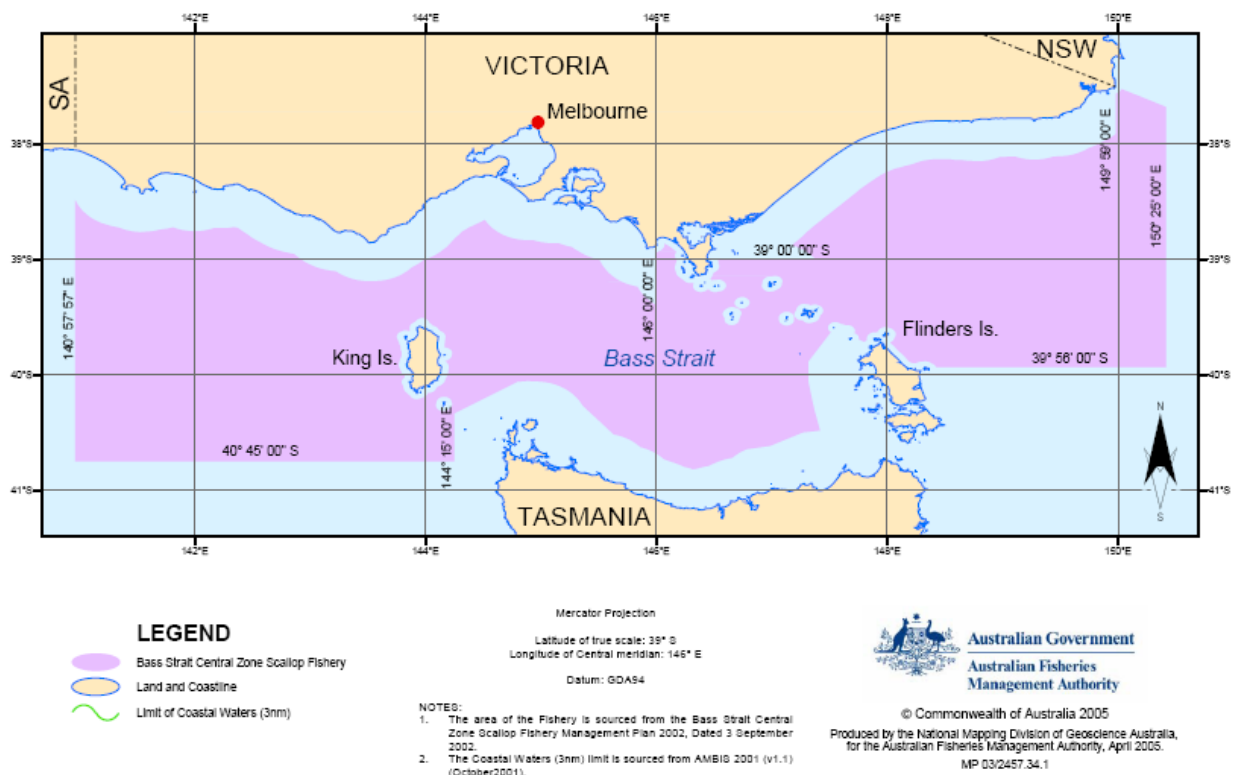 142°E 144°E 146°E 148°E 150°E
SA
VICTORIA
NSW
Melbourne
38°S
38°S
149° 59' 00" E
150° 25' 00" E
39° 00' 00" S
39°S
39°S
140° 57' 57" E
146° 00' 00" E
King Is.
Bass Strait
Flinders Is.
39° 56' 00" S
40°S
40°S
40° 45' 00" S
144° 15' 00" E
N
S
41°S
41°S
TASMANIA
142°E 144°E 146°E 148°E 150°E
LEGEND
Bass Strait Central Zone Scallop Fishery
Land and Coastline
Limit of Coastal Waters (3nm)
Mercator Projection
Latitude of true scale: 39° S
Longitude of Central meridian: 146° E
Datum: GDA94
NOTES:
1. The area of the Fishery is sourced from the Bass Strait Central
Zone Scallop Fishery Management Plan 2002, Dated 3 September
2002.
2. The Coastal Waters (3nm) limit is sourced from AMBIS 2001 (v1.1)
(October2001).
Australian Government
Australian Fisheries
Management Authority
© Commonwealth of Australia 2005
Produced by the National Mapping Division of Geoscience Australia,
for the Australian Fisheries Management Authority, April 2005.
MP 03/2457.34.1